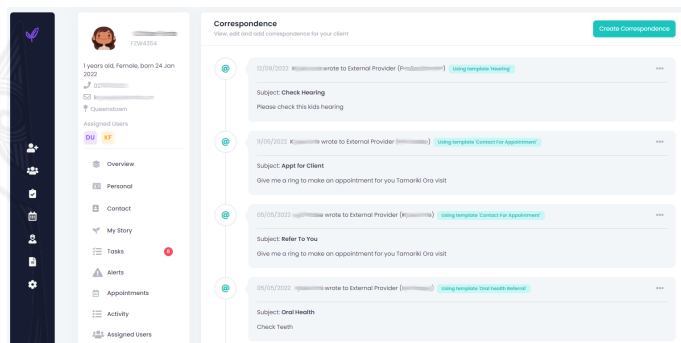 Correspondence
View, edit and add correspondence for your client
Create Correspondence
FZW4354
1 years old, Female, born 24 Jan
2022
Queenstown
Assigned Users
DU KF
Overview
Personal
Contact
My Story
Tasks
Alerts
Appointments
Activity
Assigned Users
12/09/2022 wrote to External Provider ( ) Using template 'Hearing'
Subject: Check Hearing
Please check this kids hearing
11/05/2022 wrote to External Provider ( ) Using template 'Contact For Appointment'
Subject: Appt for Client
Give me a ring to make an appointment for you Tamariki Ora visit
05/05/2022 wrote to External Provider ( ) Using template 'Contact For Appointment'
Subject: Refer To You
Give me a ring to make an appointment for you Tamariki Ora visit
05/05/2022 wrote to External Provider ( ) Using template 'Oral health Referral'
Subject: Oral Health
Check Teeth